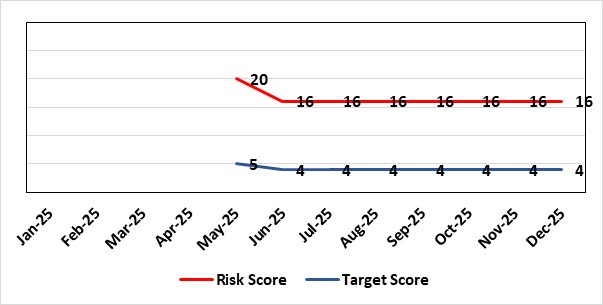 20
16 16 16 16 16 16 16
5
4 4 4 4 4 4 4
Jan-25 Feb-25 Mar-25 Apr-25 May-25 Jun-25 Jul-25 Aug-25 Sep-25 Oct-25 Nov-25 Dec-25
Risk Score Target Score